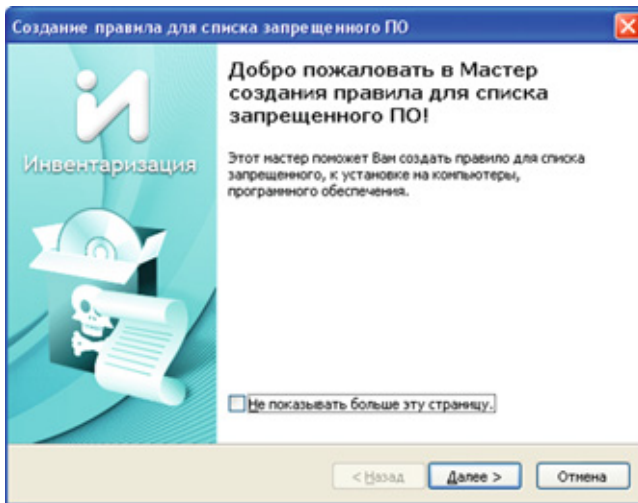 Создание правила для списка запрещенного ПО
Добро пожаловать в Мастер
создания правила для списка
запрещенного ПО!
Инвентаризация
Этот мастер поможет Вам создать правило для списка
запрещенного, к установке на компьютеры,
программного обеспечения.
Не показывать больше эту страницу.
< Назад
Далее >
Отмена